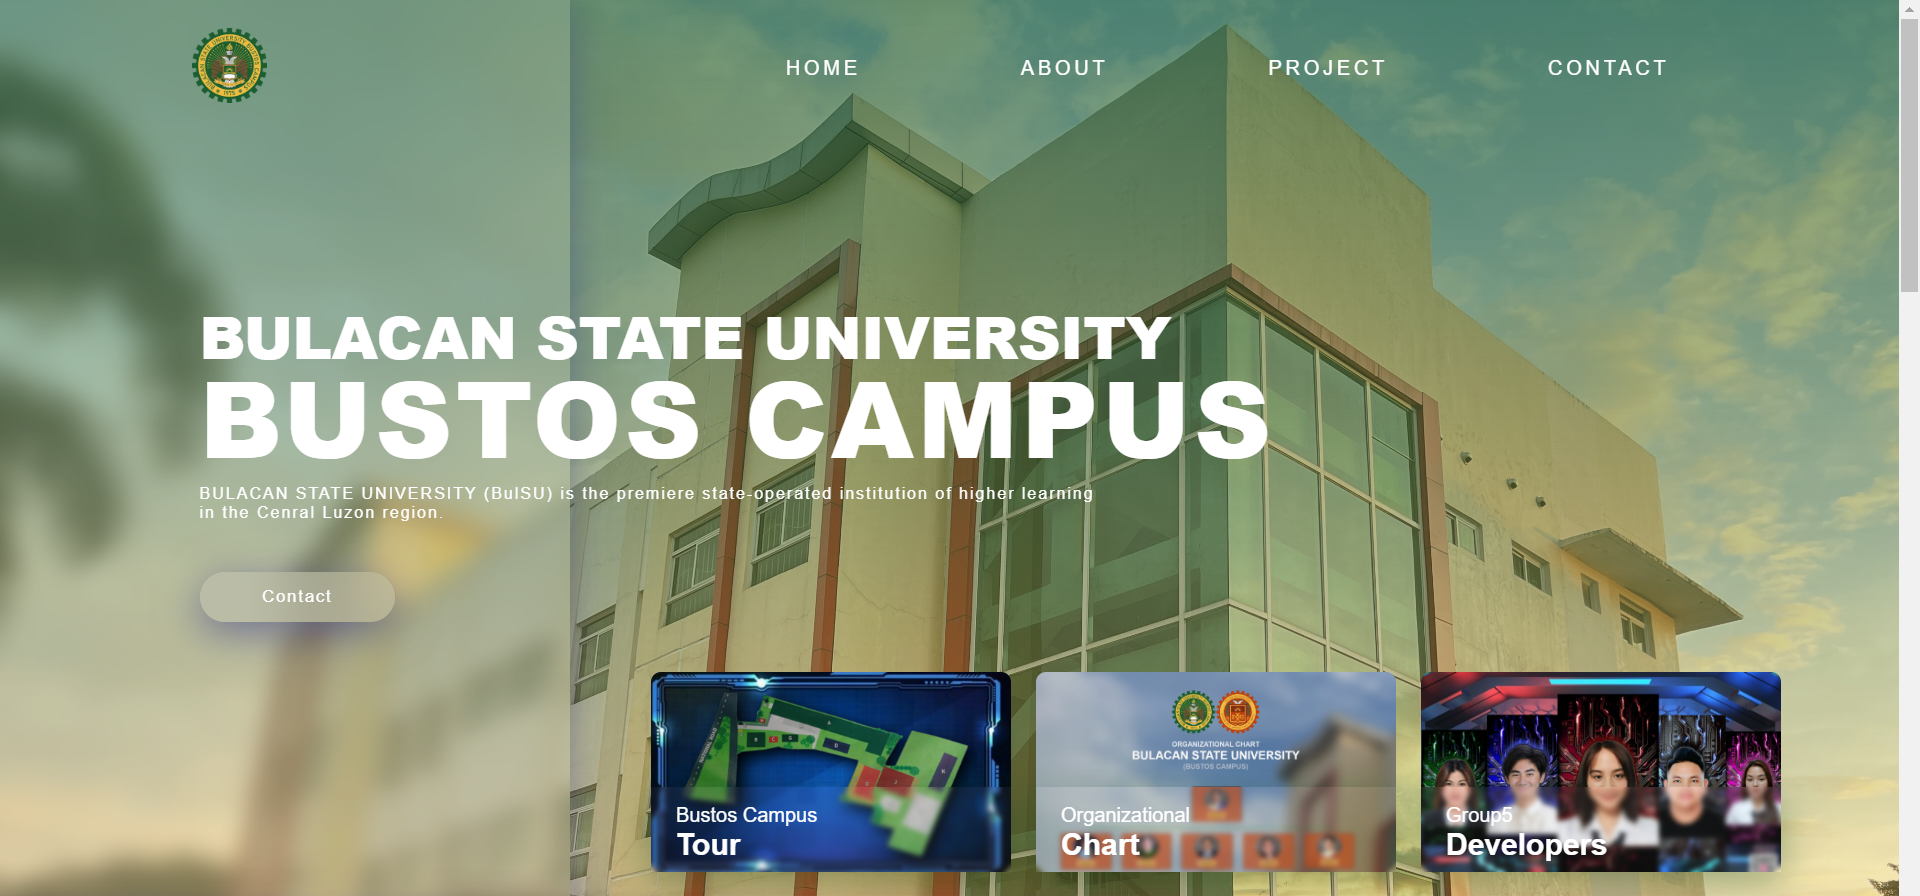 HOME ABOUT PROJECT CONTACT
BULACAN STATE UNIVERSITY
BUSTOS CAMPUS
BULACAN STATE UNIVERSITY (BulSU) is the premiere state-operated institution of higher learning
in the Cenral Luzon region.
Contact
Bustos Campus
Tour
ORGANIZATIONAL CHART
BULACAN STATE UNIVERSITY
(BUSTOS CAMPUS)
Organizational
Chart
Group5
Developers